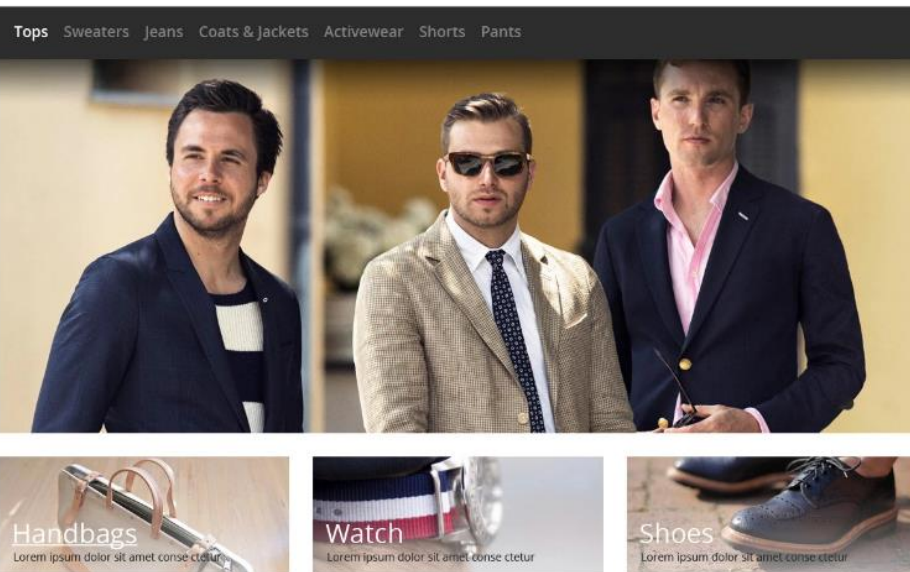 Tops Sweaters Jeans Coats & Jackets Activewear Shorts Pants
Handbags
Lorem ipsum dolor sit amet conse ctetur
Watch
Lorem ipsum dolor sit amet conse ctetur
Shoes
Lorem ipsum dolor sit amet conse ctetur